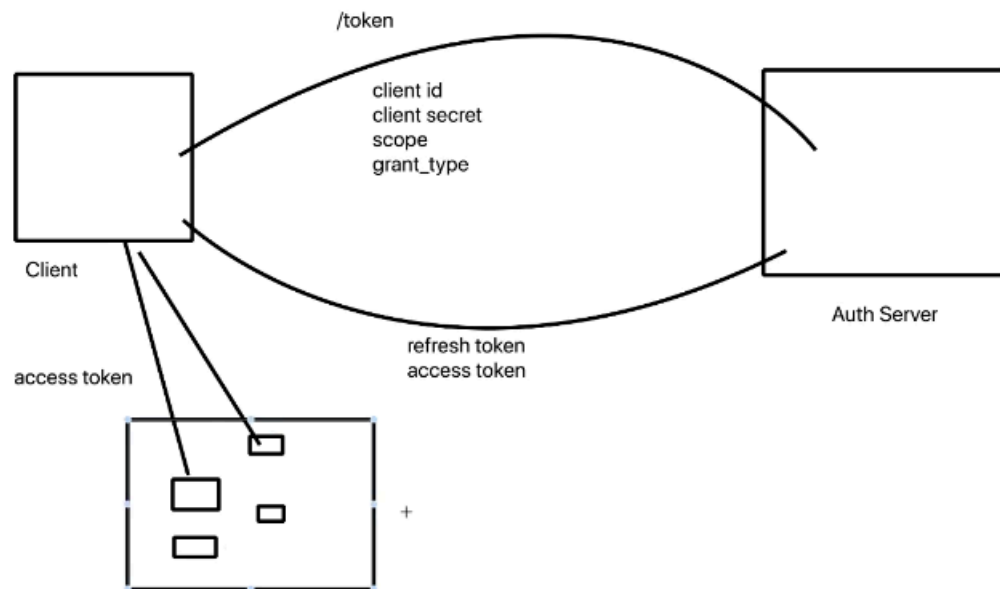 /token
client id
client secret
scope
grant_type
Client
Auth Server
refresh token
access token
access token